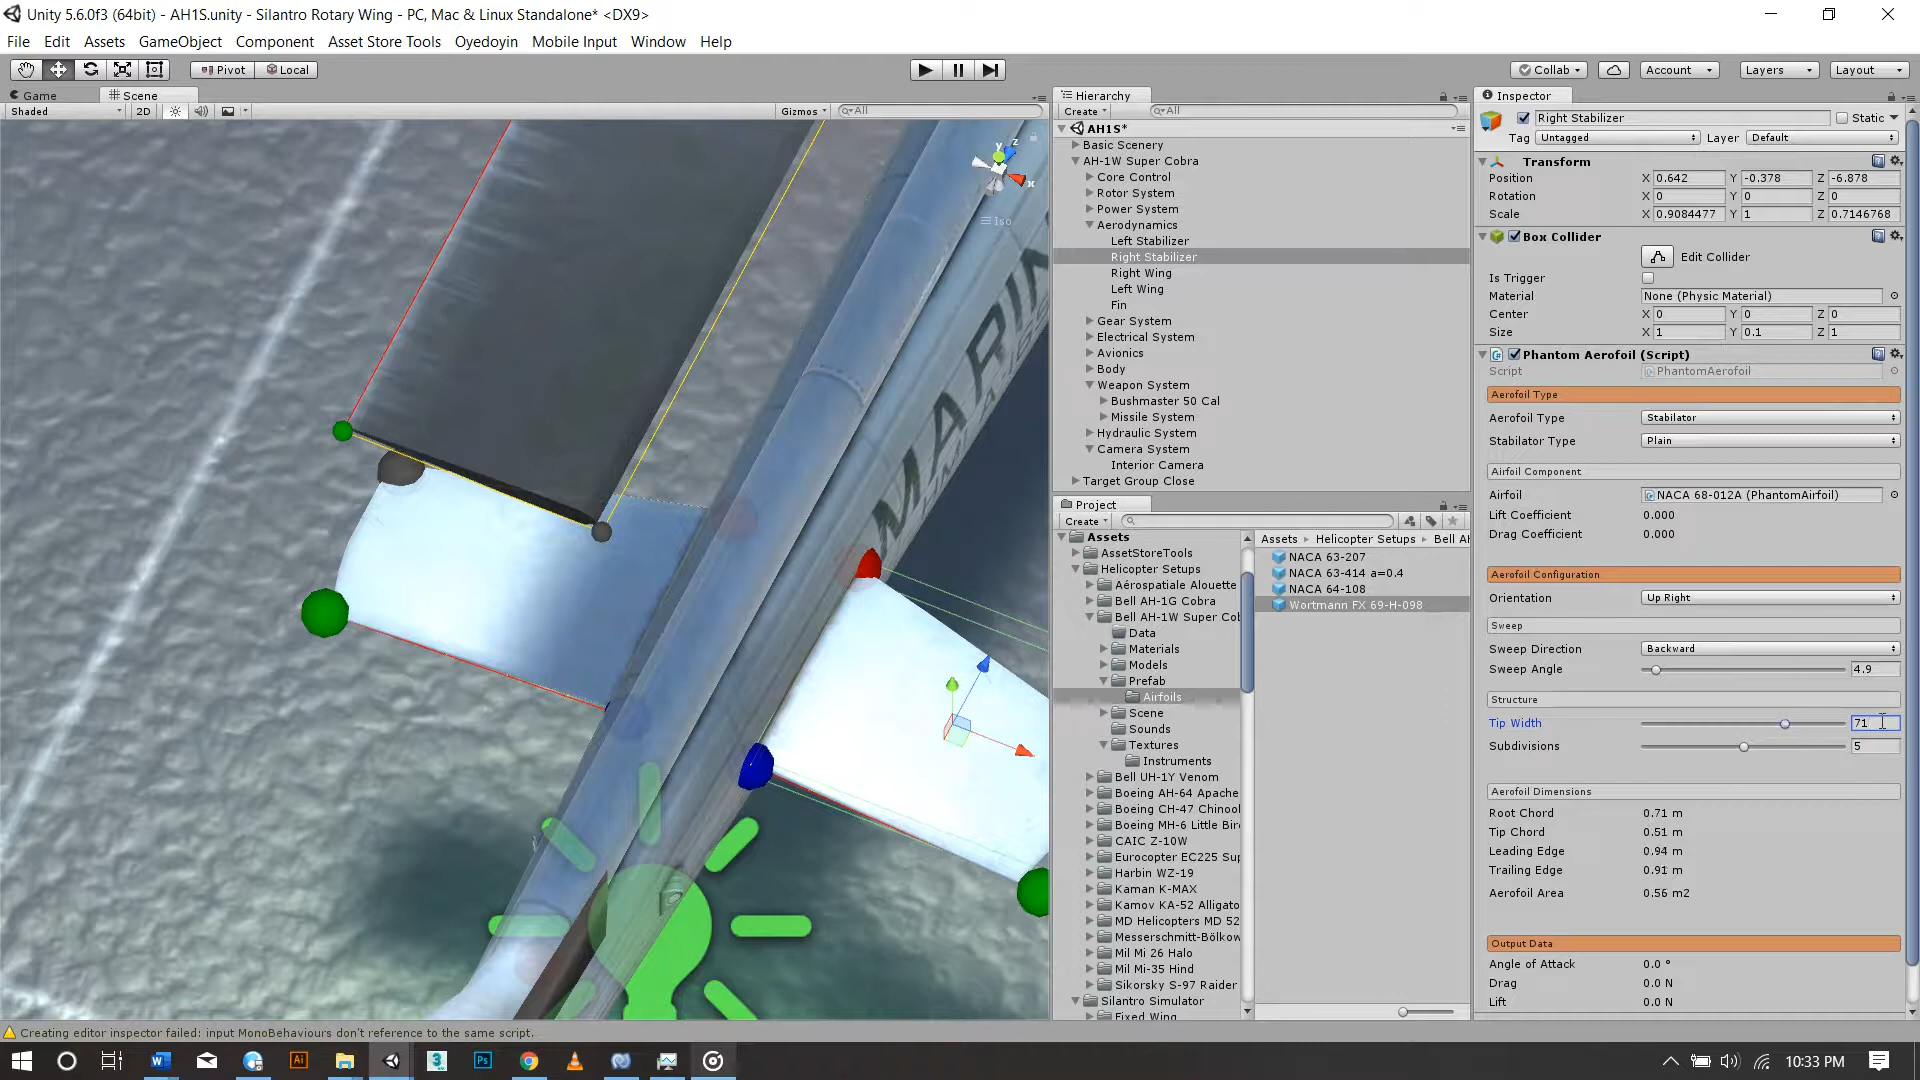 Unity 5.6.0f3 (64bit) - AH1S.unity - Silantro Rotary Wing - PC, Mac & Linux Standalone* <DX9>
File Edit Assets GameObject Component Asset Store Tools Oyedoyin Mobile Input Window Help
Pivot Local Collab Account Layers Layout
Game Scene
Shaded 2D Gizmos All
Iso
MARIN
Hierarchy
Create All
AH1S*
Basic Scenery
AH-1W Super Cobra
Core Control
Rotor System
Power System
Aerodynamics
Left Stabilizer
Right Stabilizer
Right Wing
Left Wing
Fin
Gear System
Electrical System
Avionics
Body
Weapon System
Bushmaster 50 Cal
Missile System
Hydraulic System
Camera System
Interior Camera
Target Group Close
Project
Create
Assets
AssetStoreTools
Helicopter Setups
Aérospatiale Alouette
Bell AH-1G Cobra
Bell AH-1W Super Cob
Data
Materials
Models
Prefab
Airfoils
Scene
Sounds
Textures
Instruments
Bell UH-1Y Venom
Boeing AH-64 Apache
Boeing CH-47 Chinool
Boeing MH-6 Little Bir
CAIC Z-10W
Eurocopter EC225 Sup
Harbin WZ-19
Kaman K-MAX
Kamov KA-52 Alligato
MD Helicopters MD 52
Messerschmitt-Bölkow
Mil Mi 26 Halo
Mil Mi-35 Hind
Sikorsky S-97 Raider
Silantro Simulator
Fixed Wing
Assets Helicopter Setups Bell AH
NACA 63-207
NACA 63-414 a=0.4
NACA 64-108
Wortmann FX 69-H-098
Inspector
Right Stabilizer Static
Tag Untagged Layer Default
Transform
Position X 0.642 Y -0.378 Z -6.878
Rotation X 0 Y 0 Z 0
Scale X 0.9084477 Y 1 Z 0.7146768
Box Collider
Edit Collider
Is Trigger
Material None (Physic Material)
Center X 0 Y 0 Z 0
Size X 1 Y 0.1 Z 1
Phantom Aerofoil (Script)
Script PhantomAerofoil
Aerofoil Type
Aerofoil Type Stabilator
Stabilator Type Plain
Airfoil Component
Airfoil NACA 68-012A (PhantomAirfoil)
Lift Coefficient 0.000
Drag Coefficient 0.000
Aerofoil Configuration
Orientation Up Right
Sweep
Sweep Direction Backward
Sweep Angle 4.9
Structure
Tip Width 71
Subdivisions 5
Aerofoil Dimensions
Root Chord 0.71 m
Tip Chord 0.51 m
Leading Edge 0.94 m
Trailing Edge 0.91 m
Aerofoil Area 0.56 m2
Output Data
Angle of Attack 0.0 °
Drag 0.0 N
Lift 0.0 N
Creating editor inspector failed: input MonoBehaviours don't reference to the same script.
10:33 PM